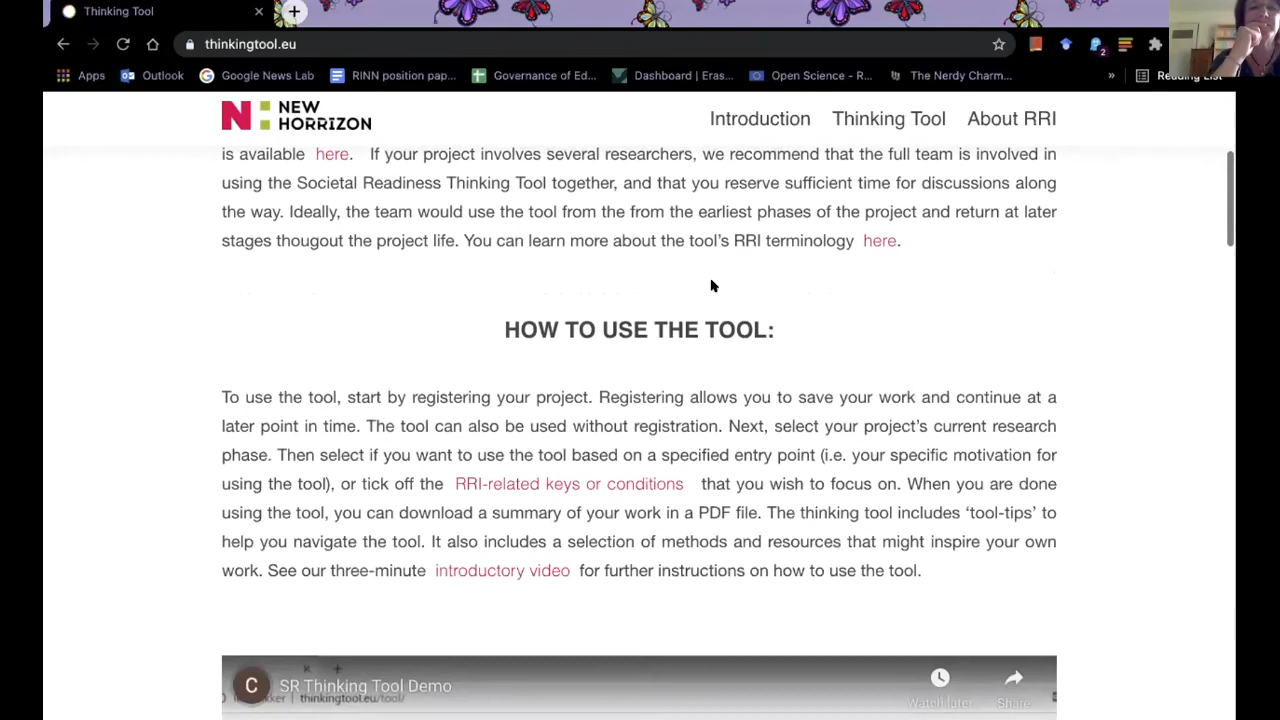 Thinking Tool
thinkingtool.eu
2
Apps
Outlook
Google News Lab
RINN position pap...
Governance of Ed...
Dashboard | Eras...
Open Science - R...
The Nerdy Charm...
»
Reading List
NEW
HORRIZON
Introduction
Thinking Tool
About RRI
is available here. If your project involves several researchers, we recommend that the full team is involved in
using the Societal Readiness Thinking Tool together, and that you reserve sufficient time for discussions along
the way. Ideally, the team would use the tool from the from the earliest phases of the project and return at later
stages thougout the project life. You can learn more about the tool's RRI terminology here.
HOW TO USE THE TOOL:
To use the tool, start by registering your project. Registering allows you to save your work and continue at a
later point in time. The tool can also be used without registration. Next, select your project's current research
phase. Then select if you want to use the tool based on a specified entry point (i.e. your specific motivation for
using the tool), or tick off the RRI-related keys or conditions that you wish to focus on. When you are done
using the tool, you can download a summary of your work in a PDF file. The thinking tool includes 'tool-tips' to
help you navigate the tool. It also includes a selection of methods and resources that might inspire your own
work. See our three-minute introductory video for further instructions on how to use the tool.
C
SR Thinking Tool Demo
thinkingtool.eu/tool/
Watch later
Share